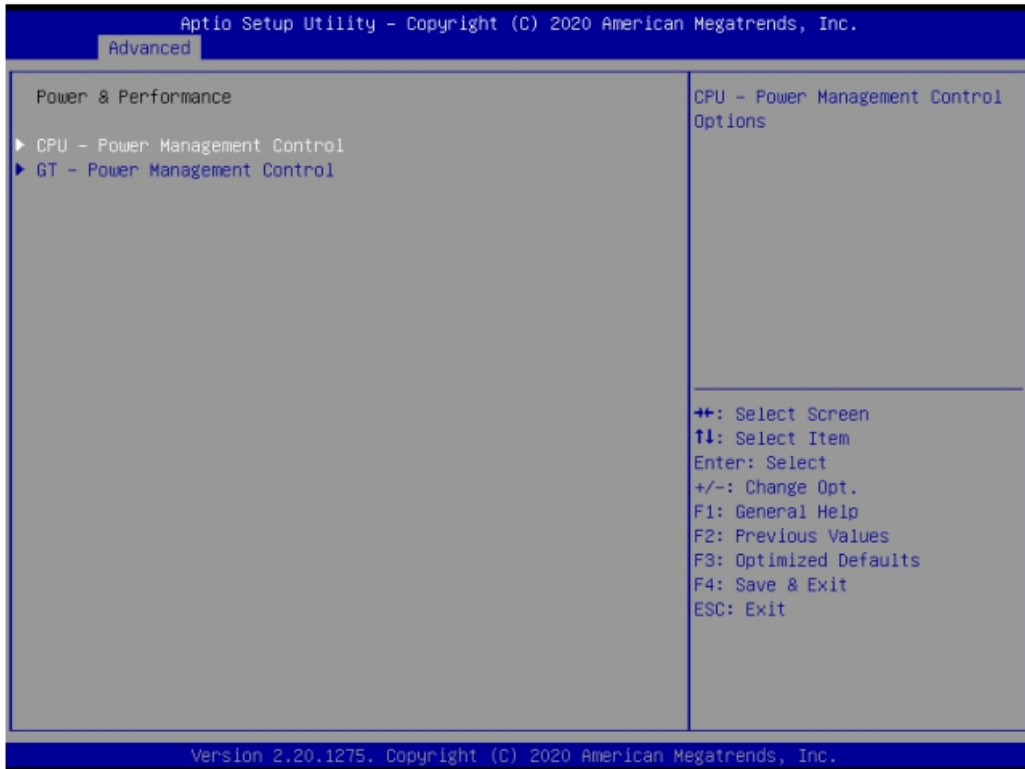 Aptio Setup Utility – Copyright (C) 2020 American Megatrends, Inc.
Advanced
Power & Performance
▶ CPU – Power Management Control
▶ GT – Power Management Control
CPU – Power Management Control
Options
→←: Select Screen
↑↓: Select Item
Enter: Select
+/-: Change Opt.
F1: General Help
F2: Previous Values
F3: Optimized Defaults
F4: Save & Exit
ESC: Exit
Version 2.20.1275. Copyright (C) 2020 American Megatrends, Inc.